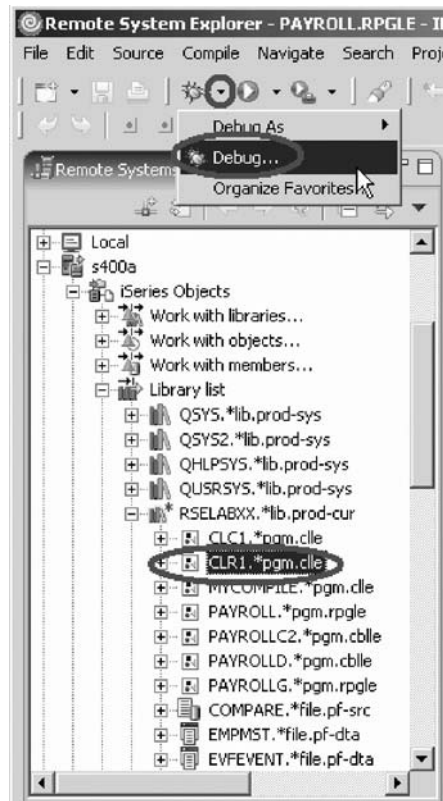 Remote System Explorer - PAYROLL.RPGLE - I
File Edit Source Compile Navigate Search Proj
Debug As
Debug...
Organize Favorites
Remote Systems
Local
s400a
iSeries Objects
Work with libraries...
Work with objects...
Work with members...
Library list
QSYS.*lib.prod-sys
QSYS2.*lib.prod-sys
QHLPSYS.*lib.prod-sys
QUSRSYS.*lib.prod-sys
RSELABXX.*lib.prod-cur
CLC1.*pgm.clle
CLR1.*pgm.clle
MYCOMPILE.*pgm.clle
PAYROLL.*pgm.rpgle
PAYROLLC2.*pgm.cblle
PAYROLLD.*pgm.cblle
PAYROLLG.*pgm.rpgle
COMPARE.*file.pf-src
EMPMST.*file.pf-dta
EVFEVENT.*file.pf-dta